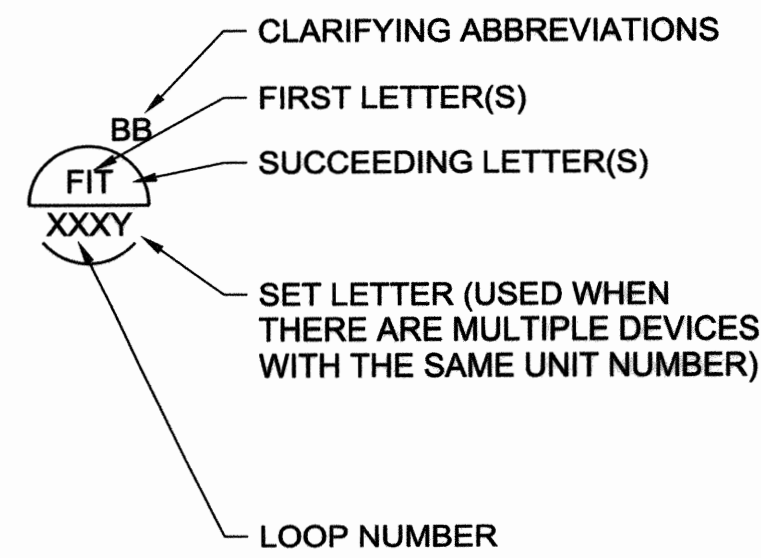 CLARIFYING ABBREVIATIONS
FIRST LETTER(S)
BB
SUCCEEDING LETTER(S)
FIT
XXXY
SET LETTER (USED WHEN
THERE ARE MULTIPLE DEVICES
WITH THE SAME UNIT NUMBER)
LOOP NUMBER